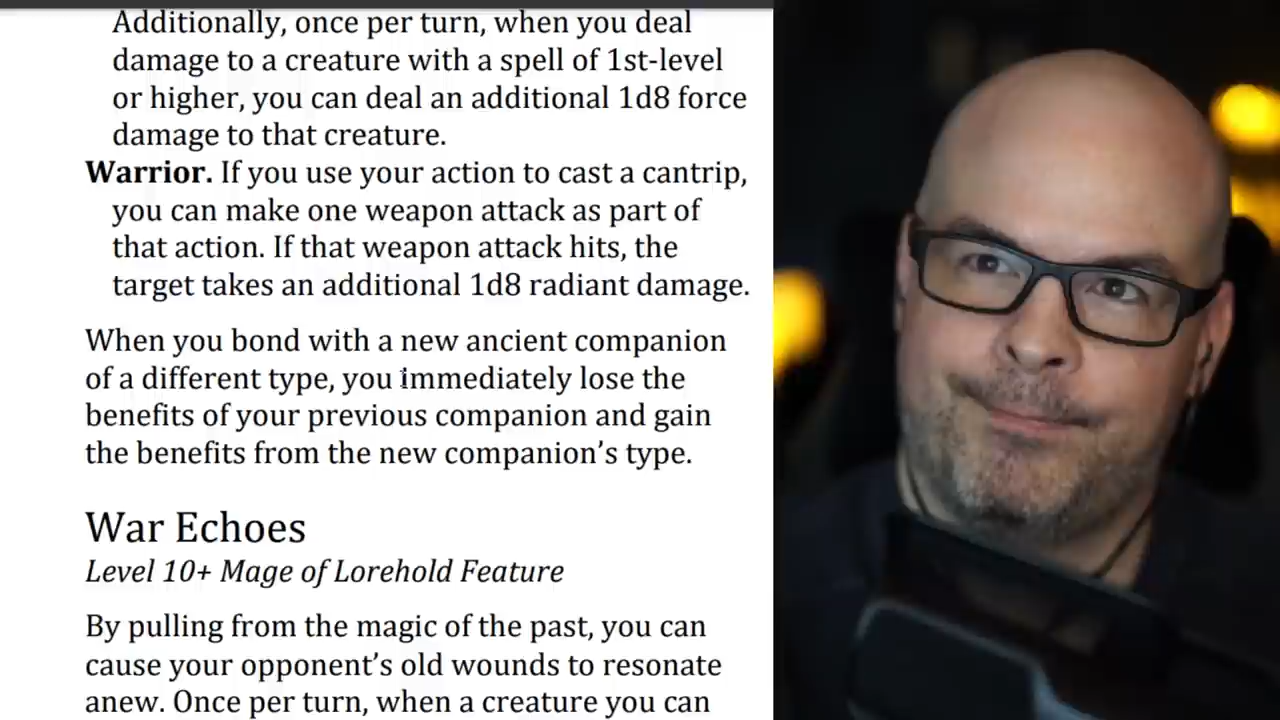 Additionally, once per turn, when you deal
damage to a creature with a spell of 1st-level
or higher, you can deal an additional 1d8 force
damage to that creature.
Warrior. If you use your action to cast a cantrip,
you can make one weapon attack as part of
that action. If that weapon attack hits, the
target takes an additional 1d8 radiant damage.
When you bond with a new ancient companion
of a different type, you immediately lose the
benefits of your previous companion and gain
the benefits from the new companion’s type.
War Echoes
Level 10+ Mage of Lorehold Feature
By pulling from the magic of the past, you can
cause your opponent’s old wounds to resonate
anew. Once per turn, when a creature you can